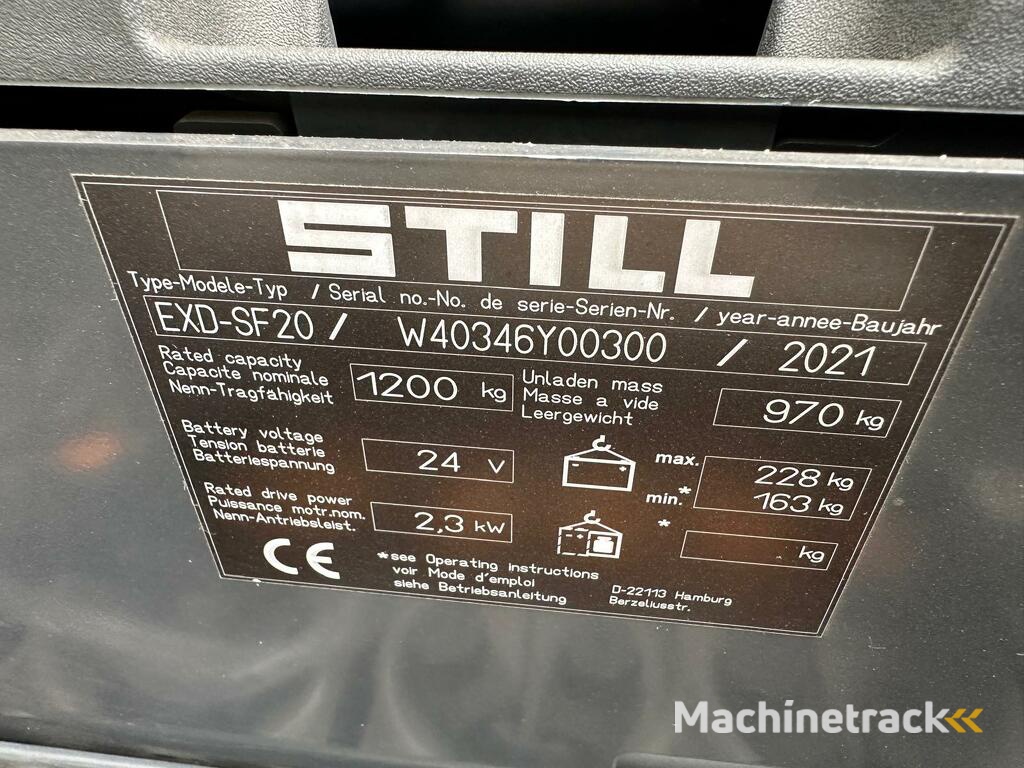 STILL
Type-Modele-Typ / Serial no.-No. de serie-Serien-Nr. / year-annee-Baujahr
EXD-SF20 / W40346Y00300 / 2021
Rated capacity
Capacite nominale
Nenn-Tragfähigkeit
1200 kg
Unladen mass
Masse a vide
Leergewicht
970 kg
Battery voltage
Tension batterie
Batteriespannung
24 V
max. 228 kg
min.* 163 kg
Rated drive power
Puissance motr.nom.
Nenn-Antriebsleist.
2,3 kW
* kg
CE
*see Operating instructions
voir Mode d'emploi
siehe Betriebsanleitung
D-22113 Hamburg
Berzeliusstr.
Machinetrack